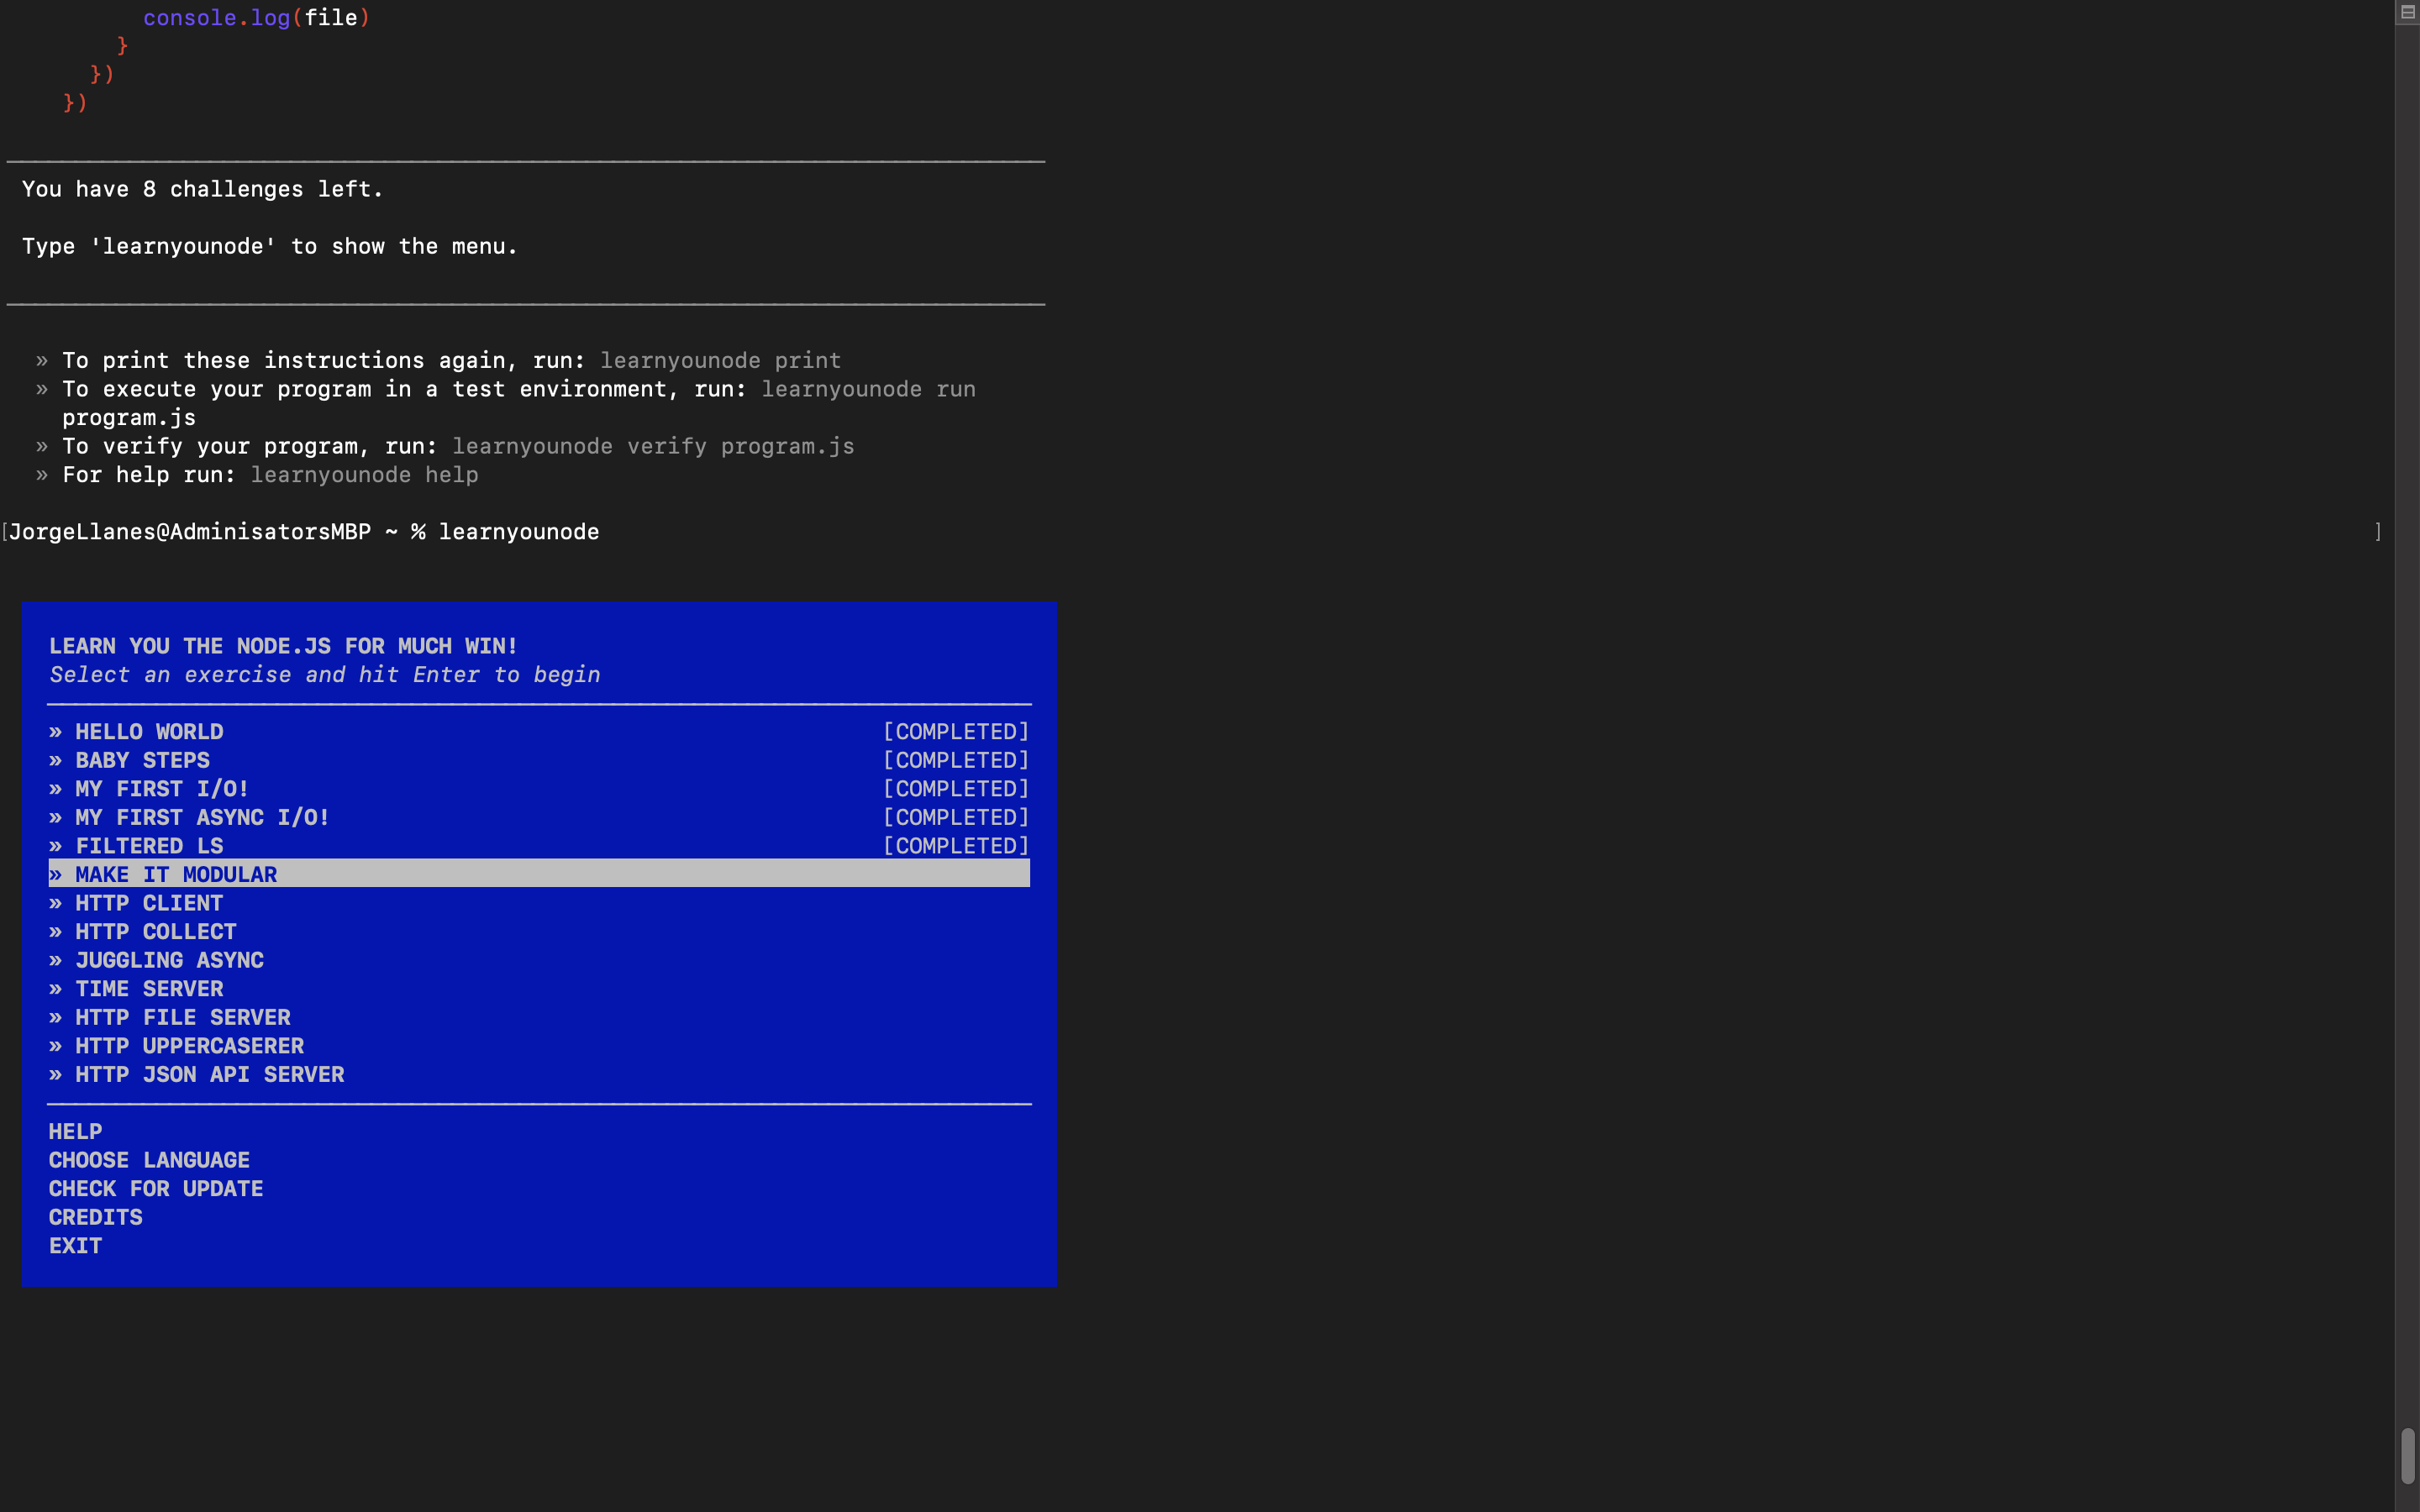 console.log(file)
}
})
})
You have 8 challenges left.
Type 'learnyounode' to show the menu.
» To print these instructions again, run: learnyounode print
» To execute your program in a test environment, run: learnyounode run
program.js
» To verify your program, run: learnyounode verify program.js
» For help run: learnyounode help
[JorgeLlanes@AdminisatorsMBP ~ % learnyounode ]
LEARN YOU THE NODE.JS FOR MUCH WIN!
Select an exercise and hit Enter to begin
» HELLO WORLD [COMPLETED]
» BABY STEPS [COMPLETED]
» MY FIRST I/O! [COMPLETED]
» MY FIRST ASYNC I/O! [COMPLETED]
» FILTERED LS [COMPLETED]
» MAKE IT MODULAR
» HTTP CLIENT
» HTTP COLLECT
» JUGGLING ASYNC
» TIME SERVER
» HTTP FILE SERVER
» HTTP UPPERCASERER
» HTTP JSON API SERVER
HELP
CHOOSE LANGUAGE
CHECK FOR UPDATE
CREDITS
EXIT